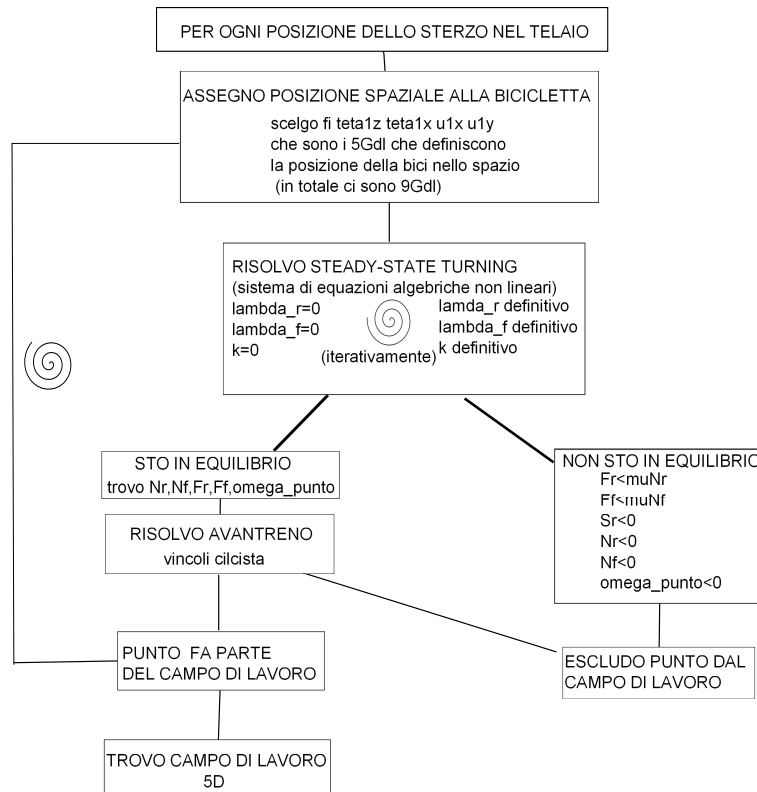 PER OGNI POSIZIONE DELLO STERZO NEL TELAIO
ASSEGNO POSIZIONE SPAZIALE ALLA BICICLETTA
scelgo fi teta1z teta1x u1x u1y
che sono i 5Gdl che definiscono
la posizione della bici nello spazio
(in totale ci sono 9Gdl)
RISOLVO STEADY-STATE TURNING
(sistema di equazioni algebriche non lineari)
lambda_r=0
lambda_f=0
k=0
(iterativamente)
lamda_r definitivo
lambda_f definitivo
k definitivo
STO IN EQUILIBRIO
trovo Nr,Nf,Fr,Ff,omega_punto
NON STO IN EQUILIBRIO
Fr<muNr
Ff<muNf
Sr<0
Nr<0
Nf<0
omega_punto<0
RISOLVO AVANTRENO
vincoli cilcista
PUNTO FA PARTE
DEL CAMPO DI LAVORO
ESCLUDO PUNTO DAL
CAMPO DI LAVORO
TROVO CAMPO DI LAVORO
5D